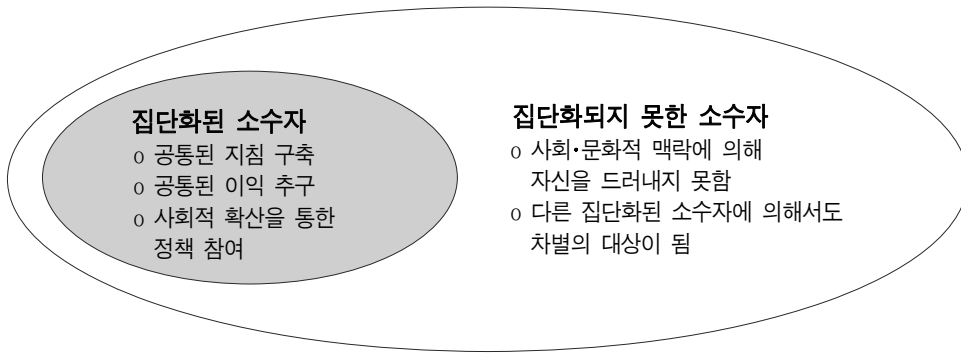 집단화된 소수자
o 공통된 지침 구축
o 공통된 이익 추구
o 사회적 확산을 통한
정책 참여
집단화되지 못한 소수자
o 사회·문화적 맥락에 의해
자신을 드러내지 못함
o 다른 집단화된 소수자에 의해서도
차별의 대상이 됨